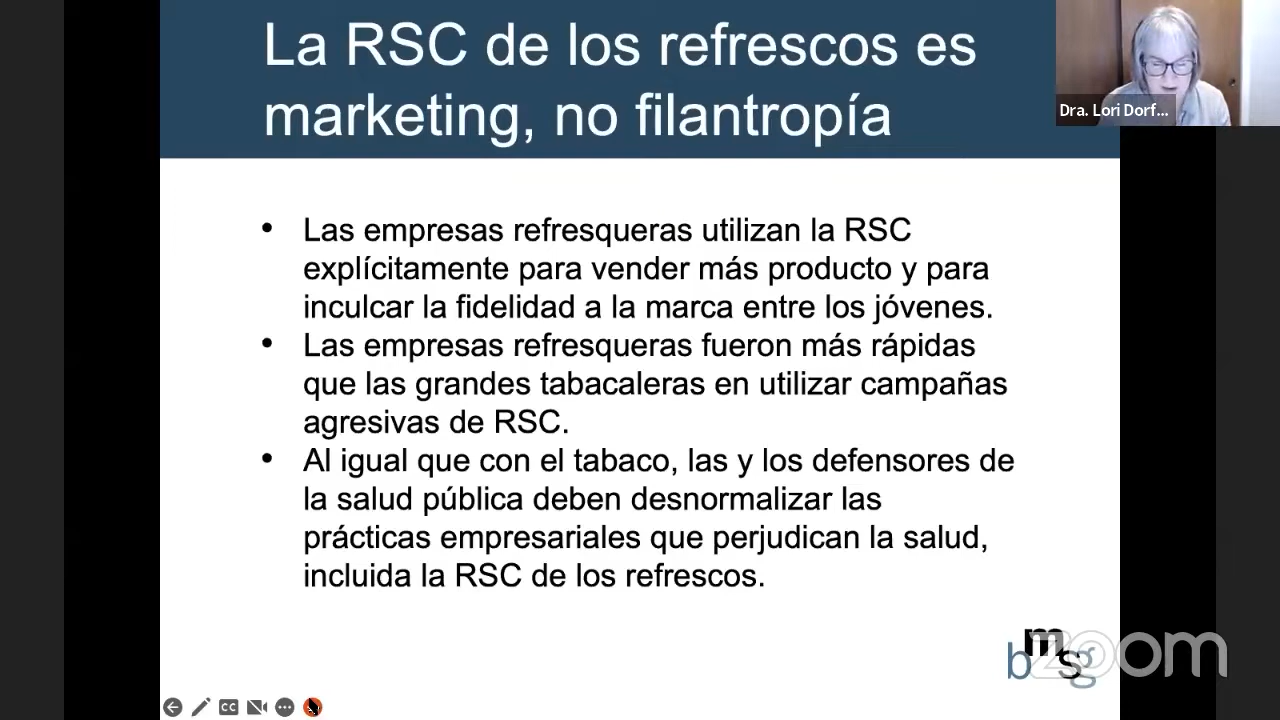 La RSC de los refrescos es
marketing, no filantropía
Dra. Lori Dorf...
• Las empresas refresqueras utilizan la RSC
explícitamente para vender más producto y para
inculcar la fidelidad a la marca entre los jóvenes.
• Las empresas refresqueras fueron más rápidas
que las grandes tabacaleras en utilizar campañas
agresivas de RSC.
• Al igual que con el tabaco, las y los defensores de
la salud pública deben desnormalizar las
prácticas empresariales que perjudican la salud,
incluida la RSC de los refrescos.
bmsg
zoom
CC